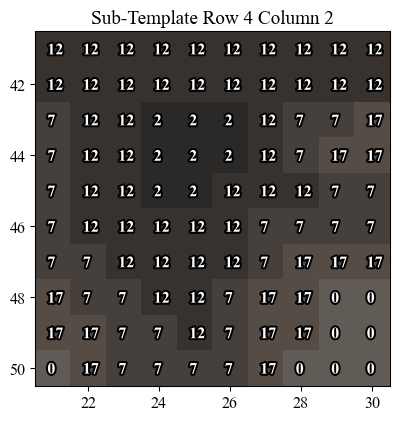 Sub-Template Row 4 Column 2
12 12 12 12 12 12 12 12 12 12
42 12 12 12 12 12 12 12 12 12 12
7 12 12 2 2 2 12 7 7 17
44 7 12 12 2 2 2 12 7 17 17
7 12 12 2 2 12 12 12 7 7
46 7 12 12 12 12 12 7 7 7 7
7 7 12 12 12 12 7 17 17 17
48 17 7 7 12 12 7 17 17 0 0
17 17 7 7 12 7 17 17 0 0
50 0 17 7 7 7 7 17 0 0 0
22 24 26 28 30